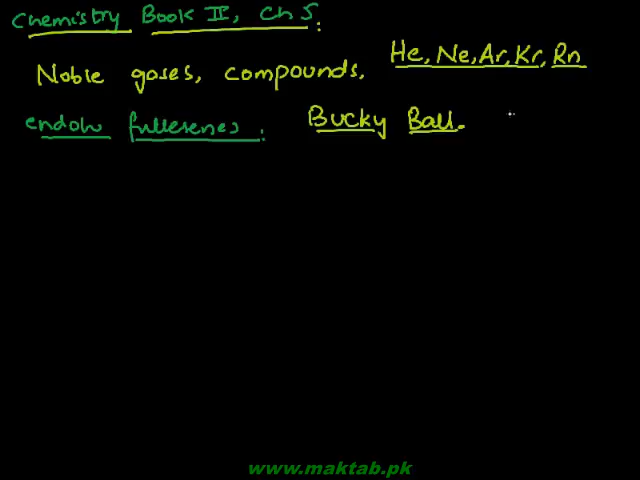 Chemistry Book II, Ch 5:
Noble gases, compounds. He, Ne, Ar, Kr, Rn
endoh fullerenes: Bucky Ball.
www.maktab.pk